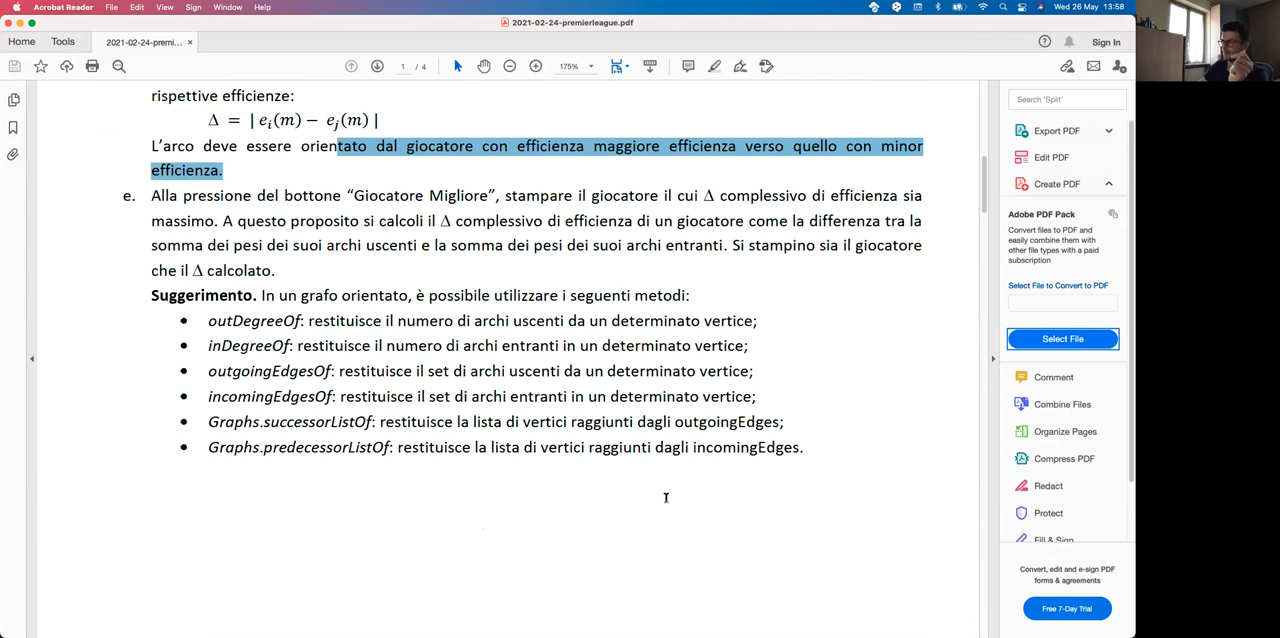 Acrobat Reader File Edit View Sign Window Help Wed 26 May 13:58
2021-02-24-premierleague.pdf
Home Tools 2021-02-24-premi... × Sign In
1 / 4 175%
rispettive efficienze:
Δ = | eᵢ(m) − eⱼ(m) |
L’arco deve essere orientato dal giocatore con efficienza maggiore efficienza verso quello con minor
efficienza.
e. Alla pressione del bottone “Giocatore Migliore”, stampare il giocatore il cui Δ complessivo di efficienza sia
massimo. A questo proposito si calcoli il Δ complessivo di efficienza di un giocatore come la differenza tra la
somma dei pesi dei suoi archi uscenti e la somma dei pesi dei suoi archi entranti. Si stampino sia il giocatore
che il Δ calcolato.
Suggerimento. In un grafo orientato, è possibile utilizzare i seguenti metodi:
• outDegreeOf: restituisce il numero di archi uscenti da un determinato vertice;
• inDegreeOf: restituisce il numero di archi entranti in un determinato vertice;
• outgoingEdgesOf: restituisce il set di archi uscenti da un determinato vertice;
• incomingEdgesOf: restituisce il set di archi entranti in un determinato vertice;
• Graphs.successorListOf: restituisce la lista di vertici raggiunti dagli outgoingEdges;
• Graphs.predecessorListOf: restituisce la lista di vertici raggiunti dagli incomingEdges.
Search 'Split'
Export PDF
Edit PDF
Create PDF
Adobe PDF Pack
Convert files to PDF and
easily combine them with
other file types with a paid
subscription
Select File to Convert to PDF
Select File
Comment
Combine Files
Organize Pages
Compress PDF
Redact
Protect
Fill & Sign
Convert, edit and e-sign PDF
forms & agreements
Free 7-Day Trial